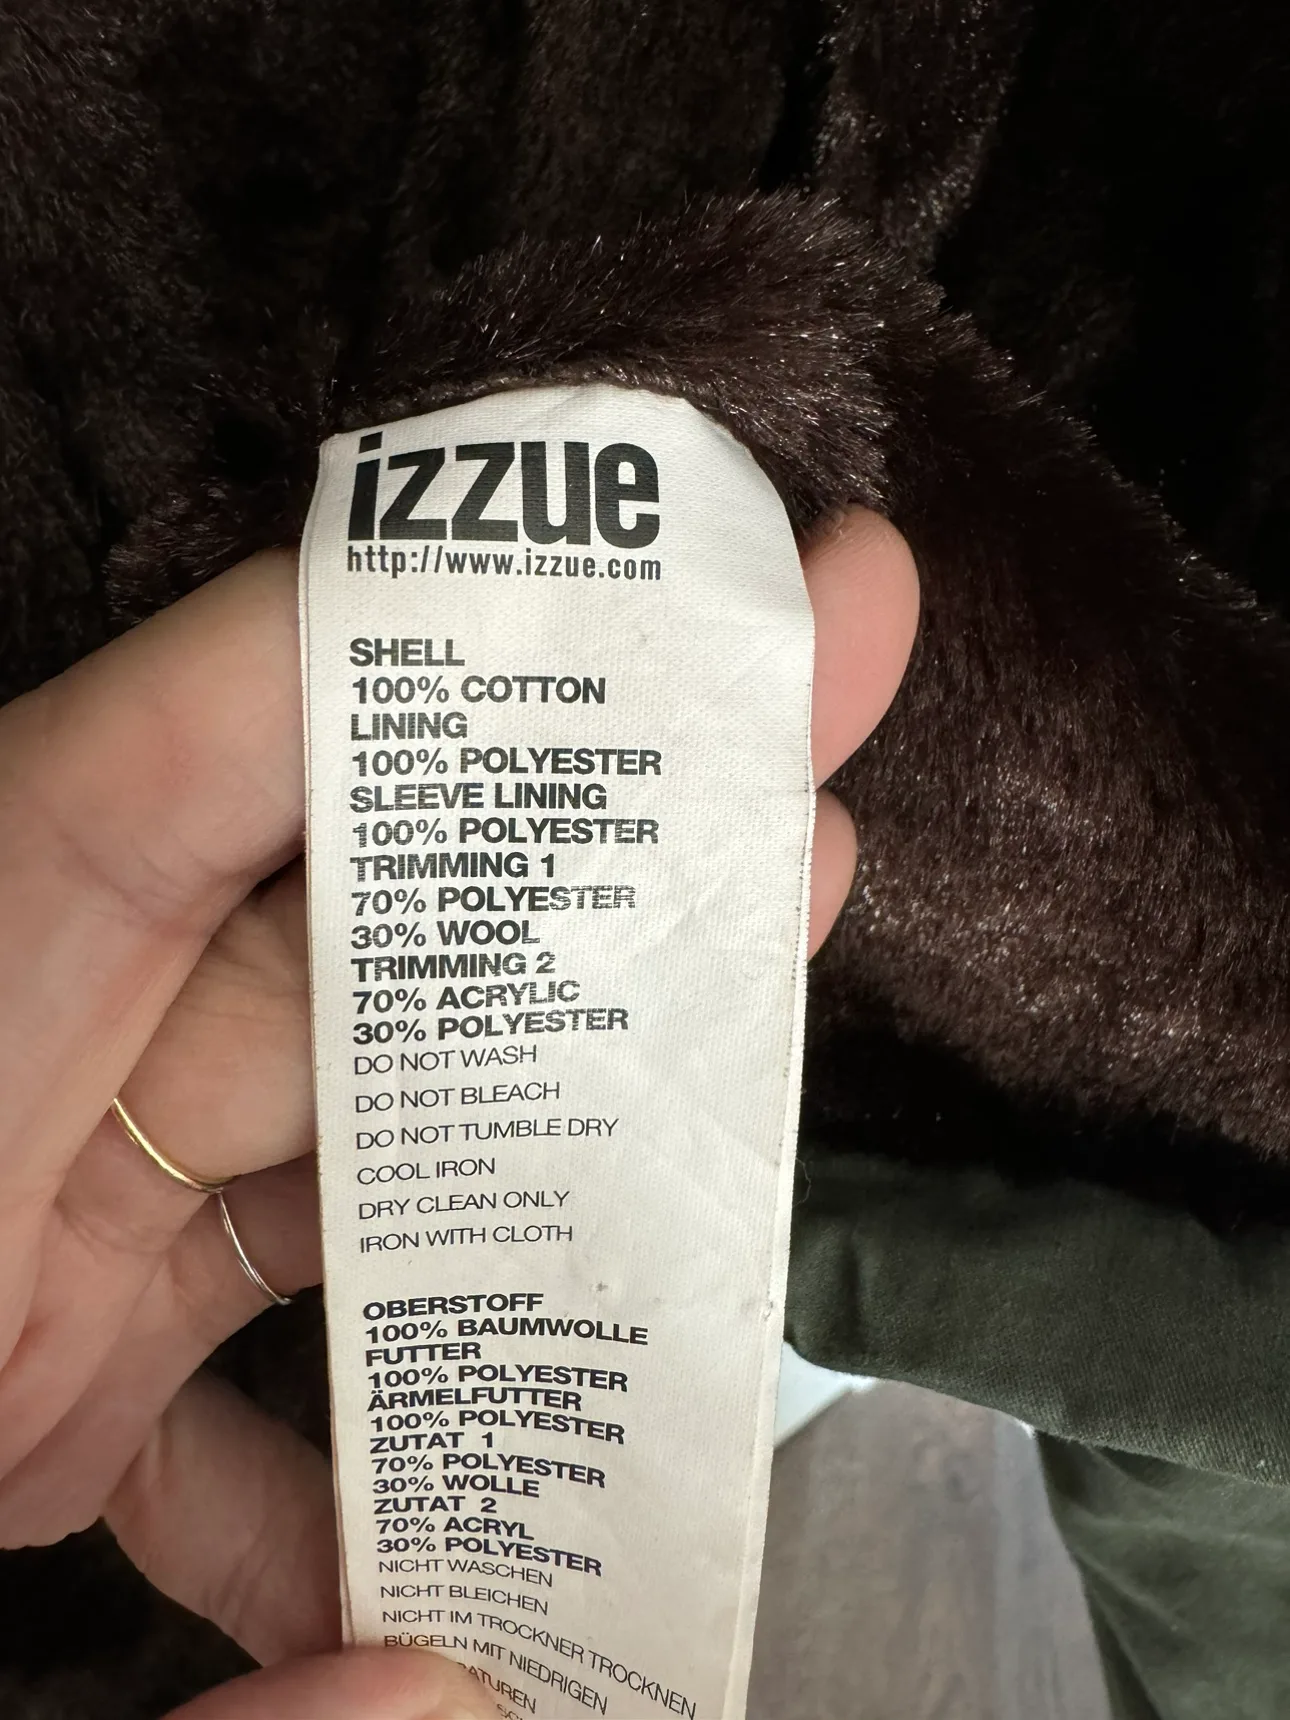 izzue
http://www.izzue.com
SHELL
100% COTTON
LINING
100% POLYESTER
SLEEVE LINING
100% POLYESTER
TRIMMING 1
70% POLYESTER
30% WOOL
TRIMMING 2
70% ACRYLIC
30% POLYESTER
DO NOT WASH
DO NOT BLEACH
DO NOT TUMBLE DRY
COOL IRON
DRY CLEAN ONLY
IRON WITH CLOTH
OBERSTOFF
100% BAUMWOLLE
FUTTER
100% POLYESTER
ÄRMELFUTTER
100% POLYESTER
ZUTAT 1
70% POLYESTER
30% WOLLE
ZUTAT 2
70% ACRYL
30% POLYESTER
NICHT WASCHEN
NICHT BLEICHEN
NICHT IM TROCKNER TROCKNEN
BÜGELN MIT NIEDRIGEN